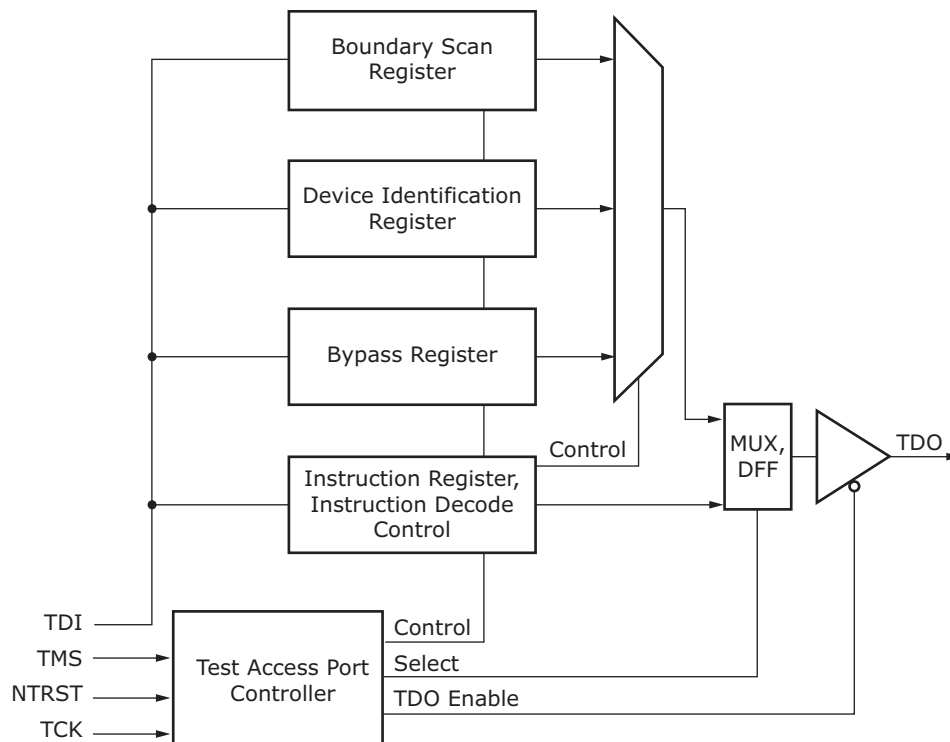 Boundary Scan
Register
Device Identification
Register
Bypass Register
Control
Instruction Register,
Instruction Decode
Control
MUX,
DFF
TDO
TDI
TMS
NTRST
TCK
Test Access Port
Controller
Control
Select
TDO Enable